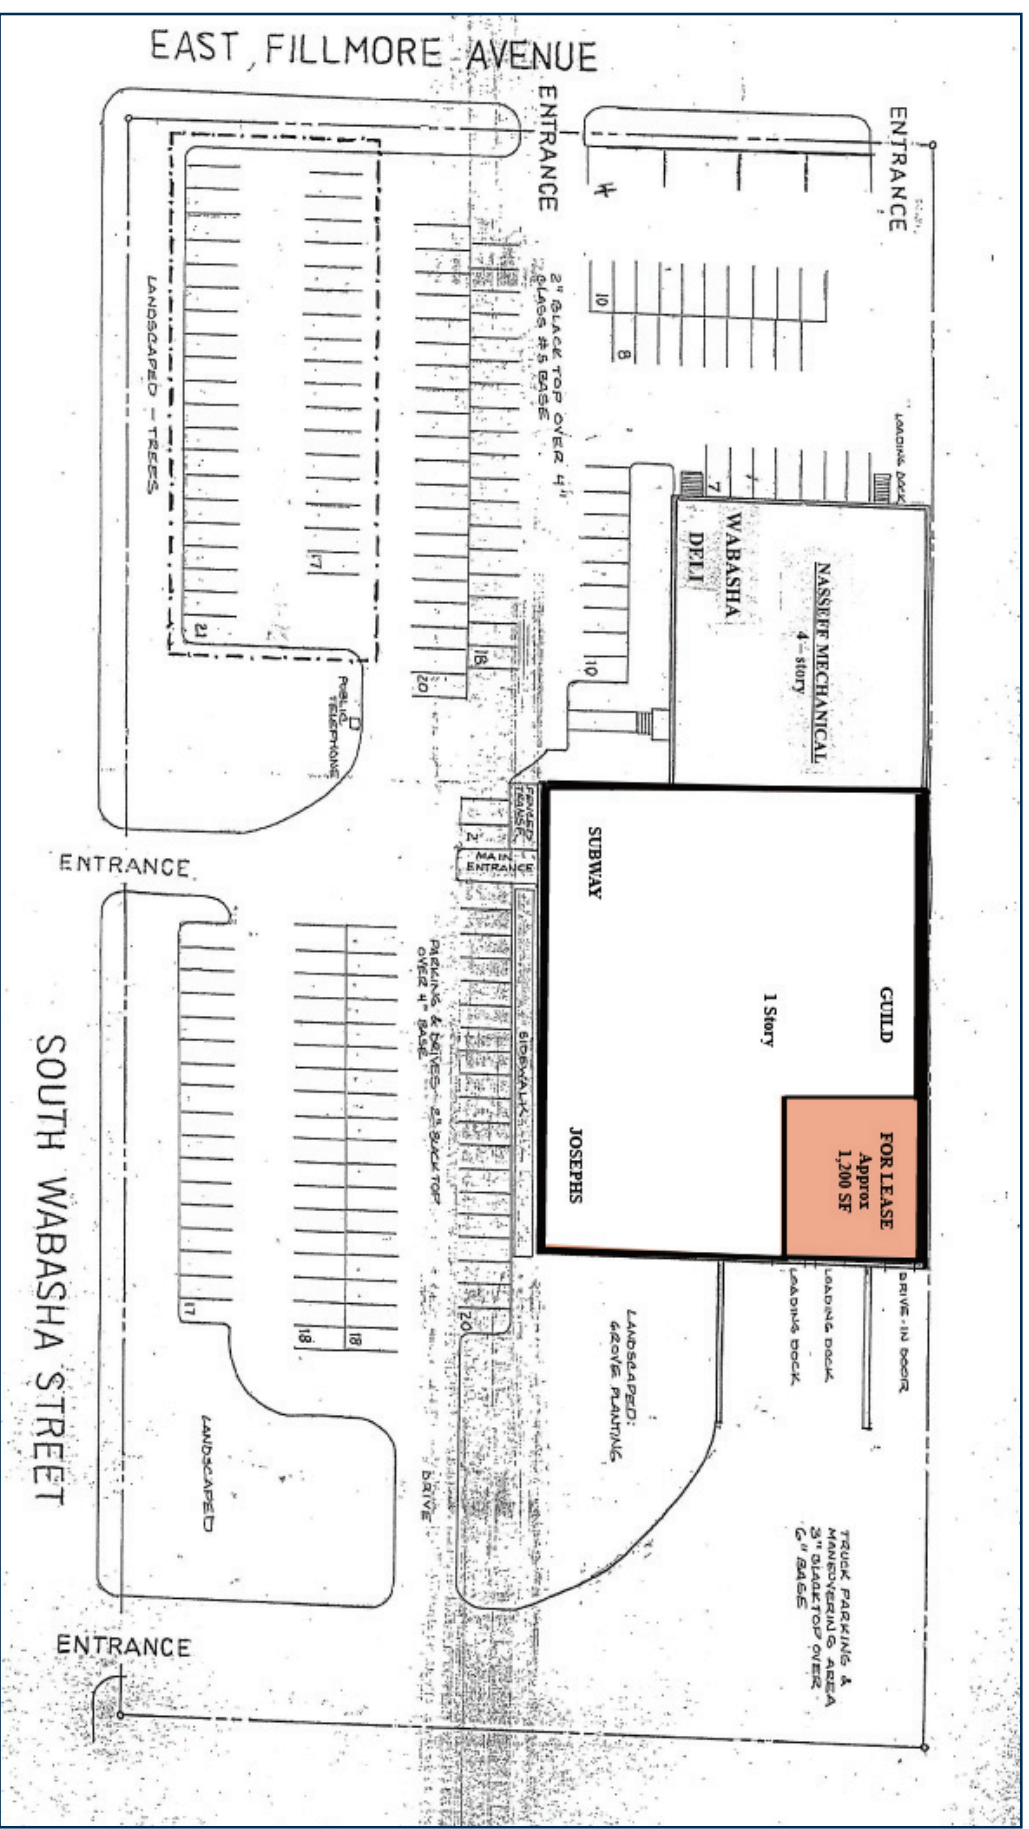 EAST FILLMORE AVENUE
ENTRANCE
ENTRANCE
4
10
8
LOADING DOCK
7
2" BLACK TOP OVER 4"
CLASS #5 BASE
LANDSCAPED - TREES
17
21
18
20
10
WABASHA
DELI
NASSEFF MECHANICAL
4 - story
PUBLIC
TELEPHONE
FENCED
TRANSF.
2
MAIN
ENTRANCE
ENTRANCE
SUBWAY
GUILD
1 Story
JOSEPHS
FOR LEASE
Approx
1,200 SF
SIDEWALK
PARKING & DRIVES - 2" BLACK TOP
OVER 4" BASE
17
18
18
20
DRIVE-IN DOOR
LOADING DOCK
LOADING DOCK
LANDSCAPED:
GROVE PLANTING
LANDSCAPED
DRIVE
TRUCK PARKING &
MANEUVERING AREA
3" BLACKTOP OVER
6" BASE
SOUTH WABASHA STREET
ENTRANCE